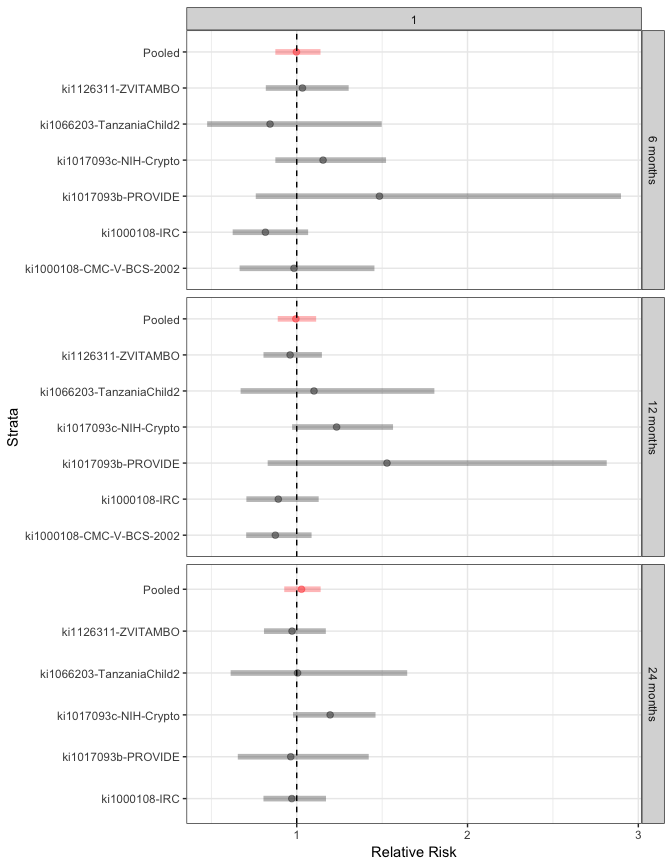 1
Pooled
ki1126311-ZVITAMBO
ki1066203-TanzaniaChild2
ki1017093c-NIH-Crypto
ki1017093b-PROVIDE
ki1000108-IRC
ki1000108-CMC-V-BCS-2002
6 months
Pooled
ki1126311-ZVITAMBO
ki1066203-TanzaniaChild2
ki1017093c-NIH-Crypto
ki1017093b-PROVIDE
ki1000108-IRC
ki1000108-CMC-V-BCS-2002
12 months
Strata
Pooled
ki1126311-ZVITAMBO
ki1066203-TanzaniaChild2
ki1017093c-NIH-Crypto
ki1017093b-PROVIDE
ki1000108-IRC
24 months
1 2 3
Relative Risk